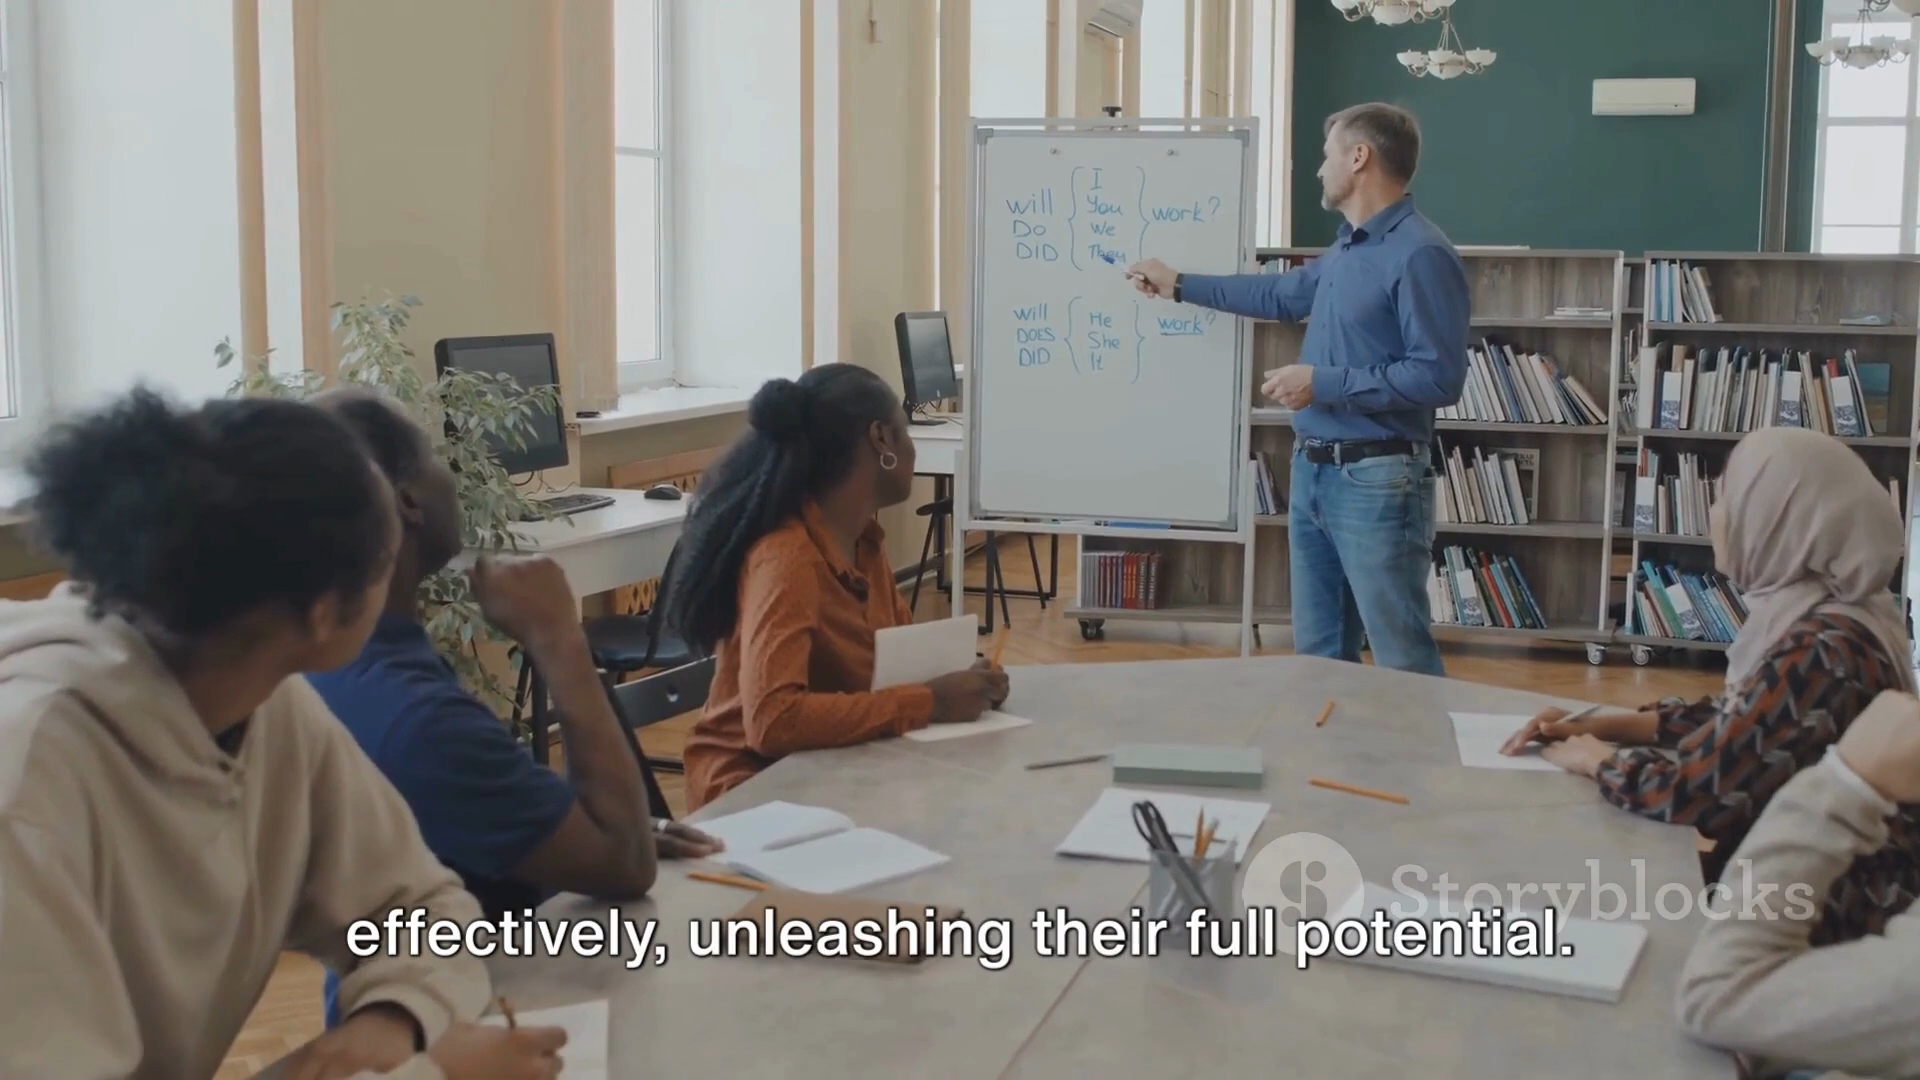 I
will You work?
Do We
DID They
will He work?
DOES She
DID It
Storyblocks
effectively, unleashing their full potential.